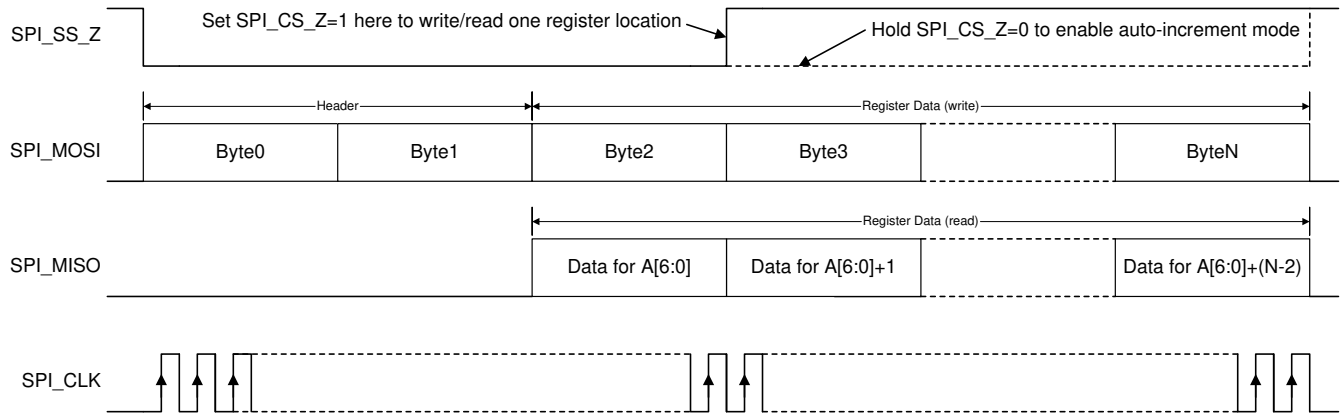 SPI_SS_Z
Set SPI_CS_Z=1 here to write/read one register location
Hold SPI_CS_Z=0 to enable auto-increment mode
Header
Register Data (write)
SPI_MOSI
Byte0
Byte1
Byte2
Byte3
ByteN
Register Data (read)
SPI_MISO
Data for A[6:0]
Data for A[6:0]+1
Data for A[6:0]+(N-2)
SPI_CLK